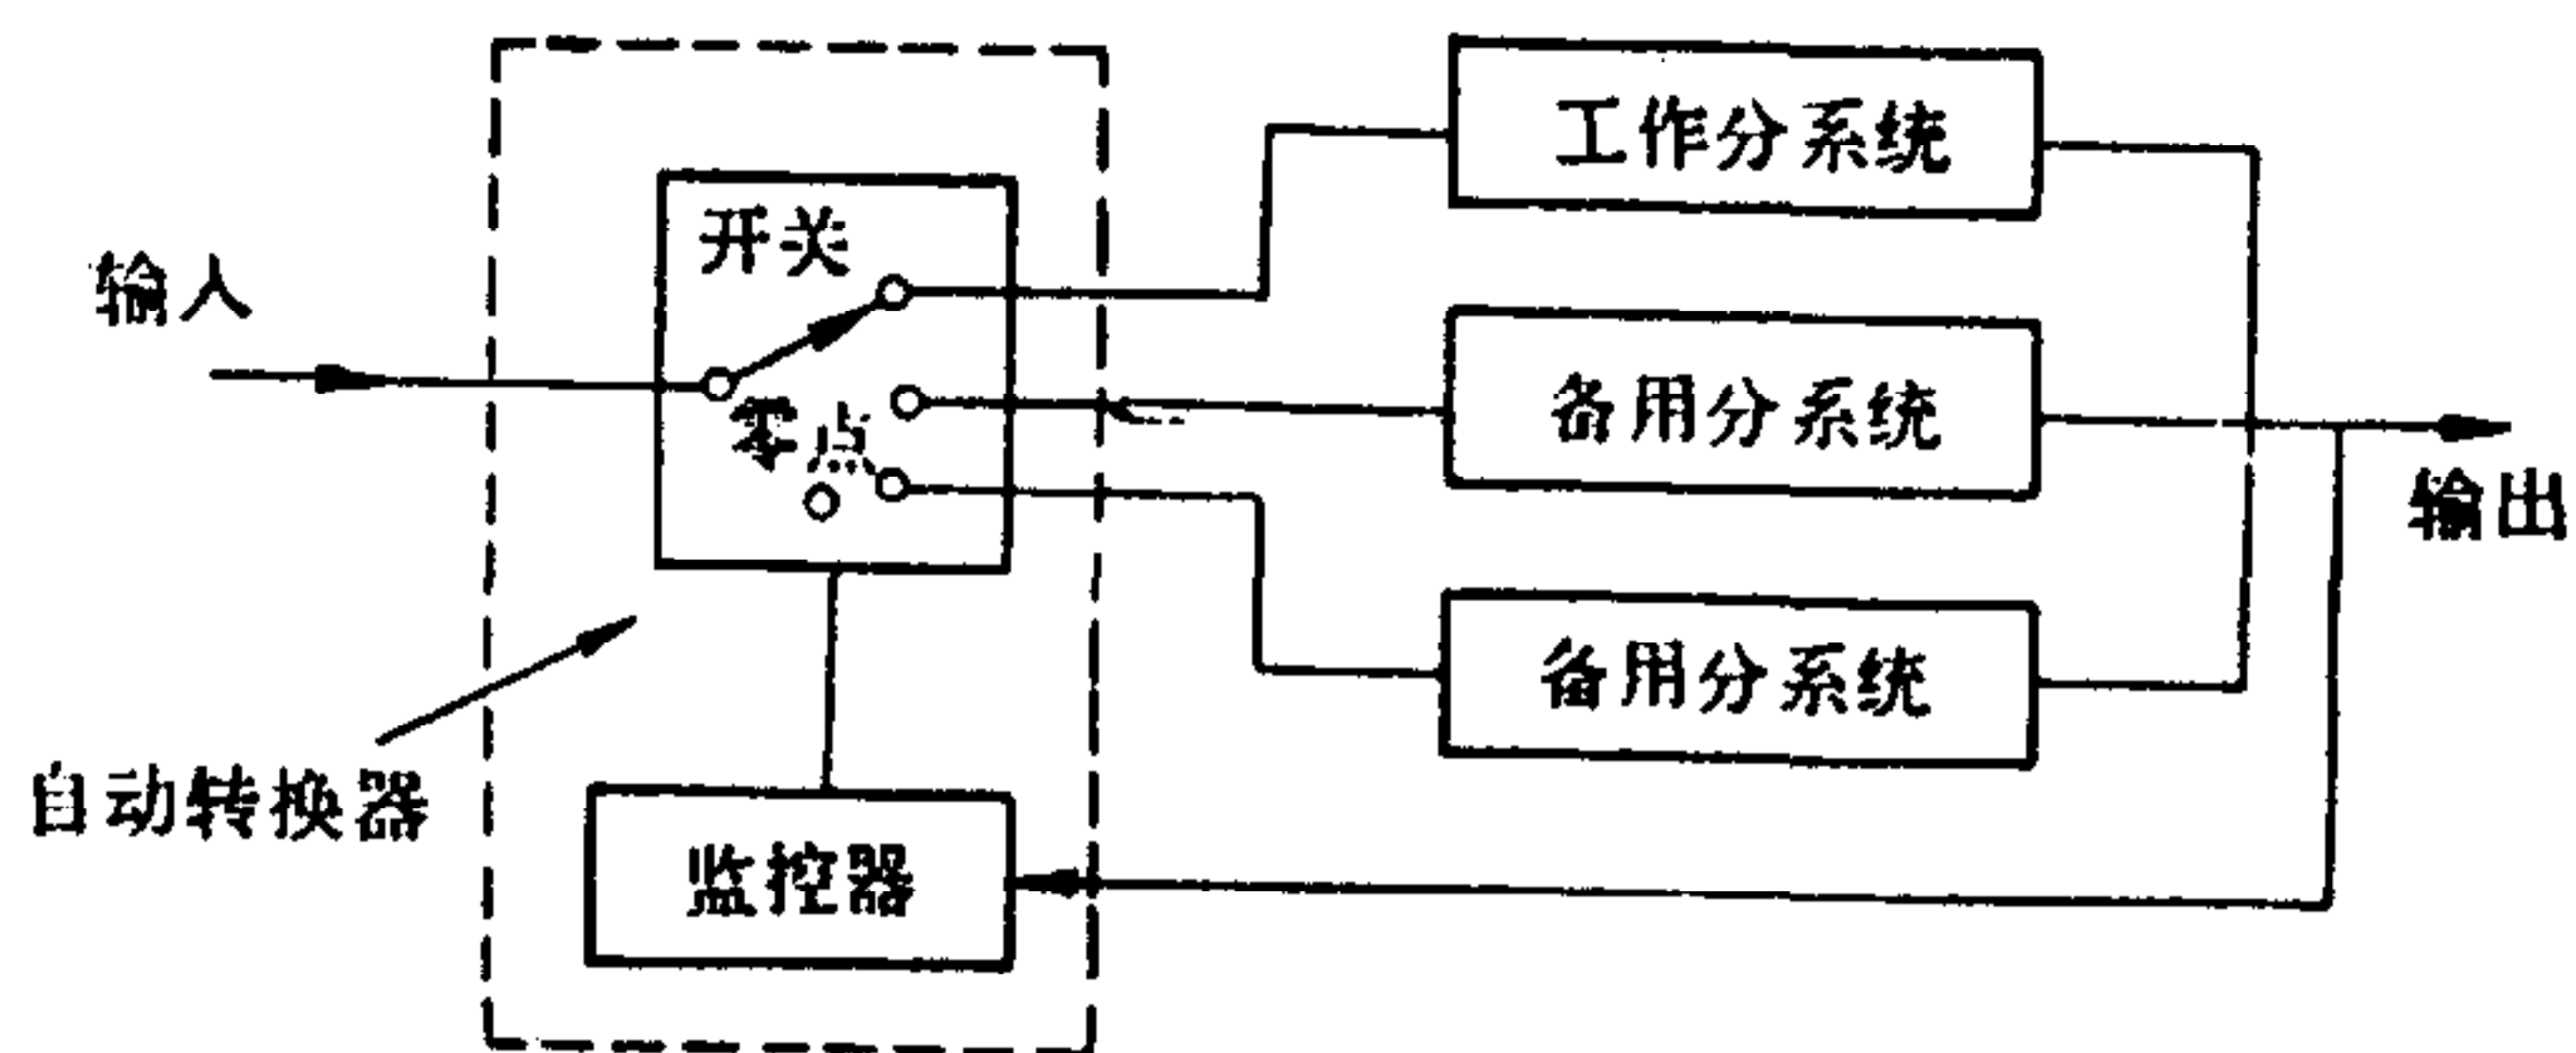 工作分系统
开关
输入
备用分系统
零点
输出
备用分系统
自动转换器
监控器